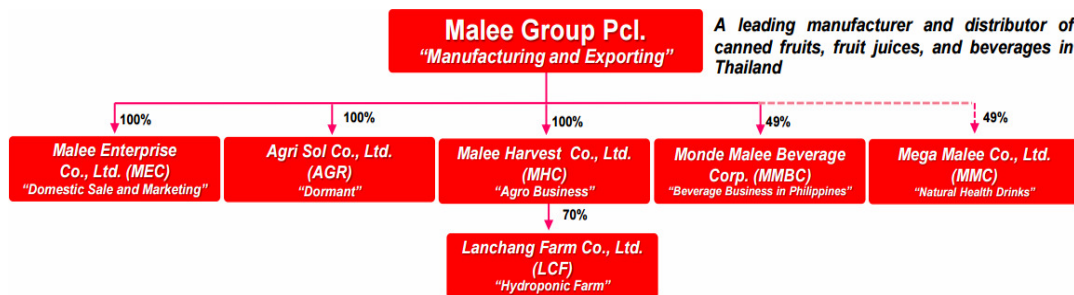 Malee Group Pcl.
“Manufacturing and Exporting”
A leading manufacturer and distributor of
canned fruits, fruit juices, and beverages in
Thailand
100%
100%
100%
49%
49%
Malee Enterprise
Co., Ltd. (MEC)
“Domestic Sale and Marketing”
Agri Sol Co., Ltd.
(AGR)
“Dormant”
Malee Harvest Co., Ltd.
(MHC)
“Agro Business”
Monde Malee Beverage
Corp. (MMBC)
“Beverage Business in Philippines”
Mega Malee Co., Ltd.
(MMC)
“Natural Health Drinks”
70%
Lanchang Farm Co., Ltd.
(LCF)
“Hydroponic Farm”